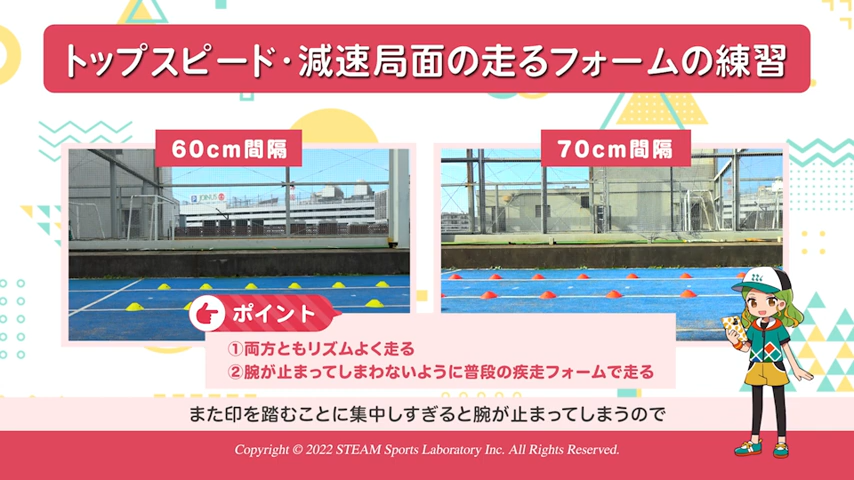 トップスピード・減速局面の走るフォームの練習
60cm間隔
70cm間隔
JOINUS
ポイント
①両方ともリズムよく走る
②腕が止まってしまわないように普段の疾走フォームで走る
また印を踏むことに集中しすぎると腕が止まってしまうので
Copyright © 2022 STEAM Sports Laboratory Inc. All Rights Reserved.